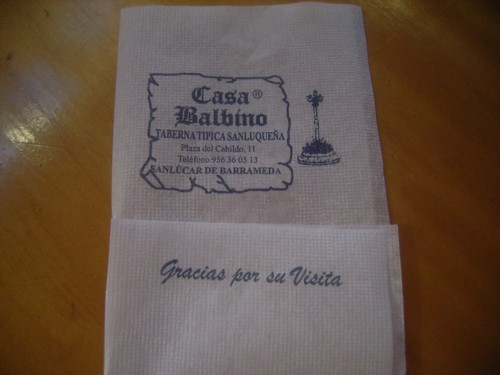 Casa ®
Balbino
TABERNA TIPICA SANLUQUEÑA
Plaza del Cabildo, 11
Teléfono 956 36 05 13
SANLÚCAR DE BARRAMEDA
Gracias por su Visita